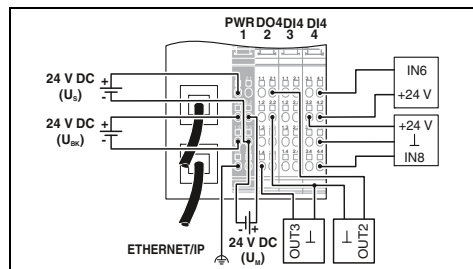 PWR DO4 DI4 DI4
1 2 3 4
24 V DC
(US)
+
-
24 V DC
(UBK)
+
-
IN6
+24 V
+24 V
⊥
IN8
ETHERNET/IP
- +
24 V DC
(UM)
OUT3
⊥
⊥
OUT2